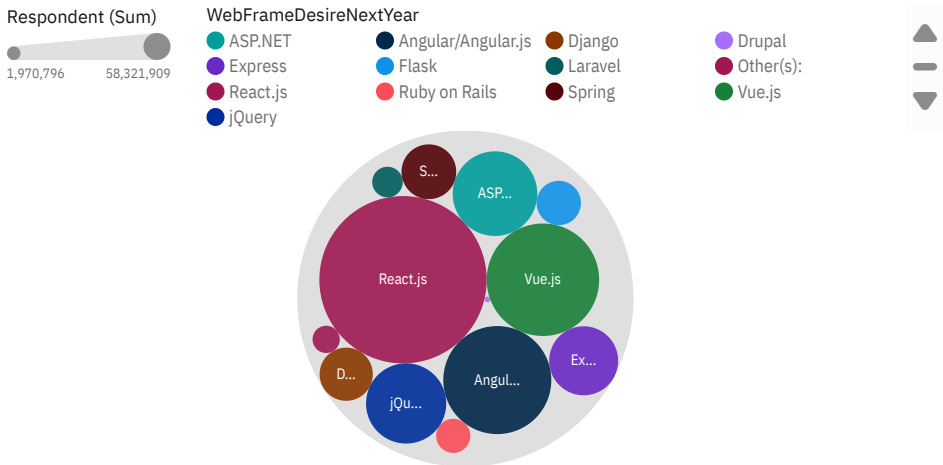 Respondent (Sum)
1,970,796 58,321,909
WebFrameDesireNextYear
ASP.NET Angular/Angular.js Django Drupal
Express Flask Laravel Other(s):
React.js Ruby on Rails Spring Vue.js
jQuery
S...
ASP...
React.js
Vue.js
Ex...
D...
Angul...
jQu...